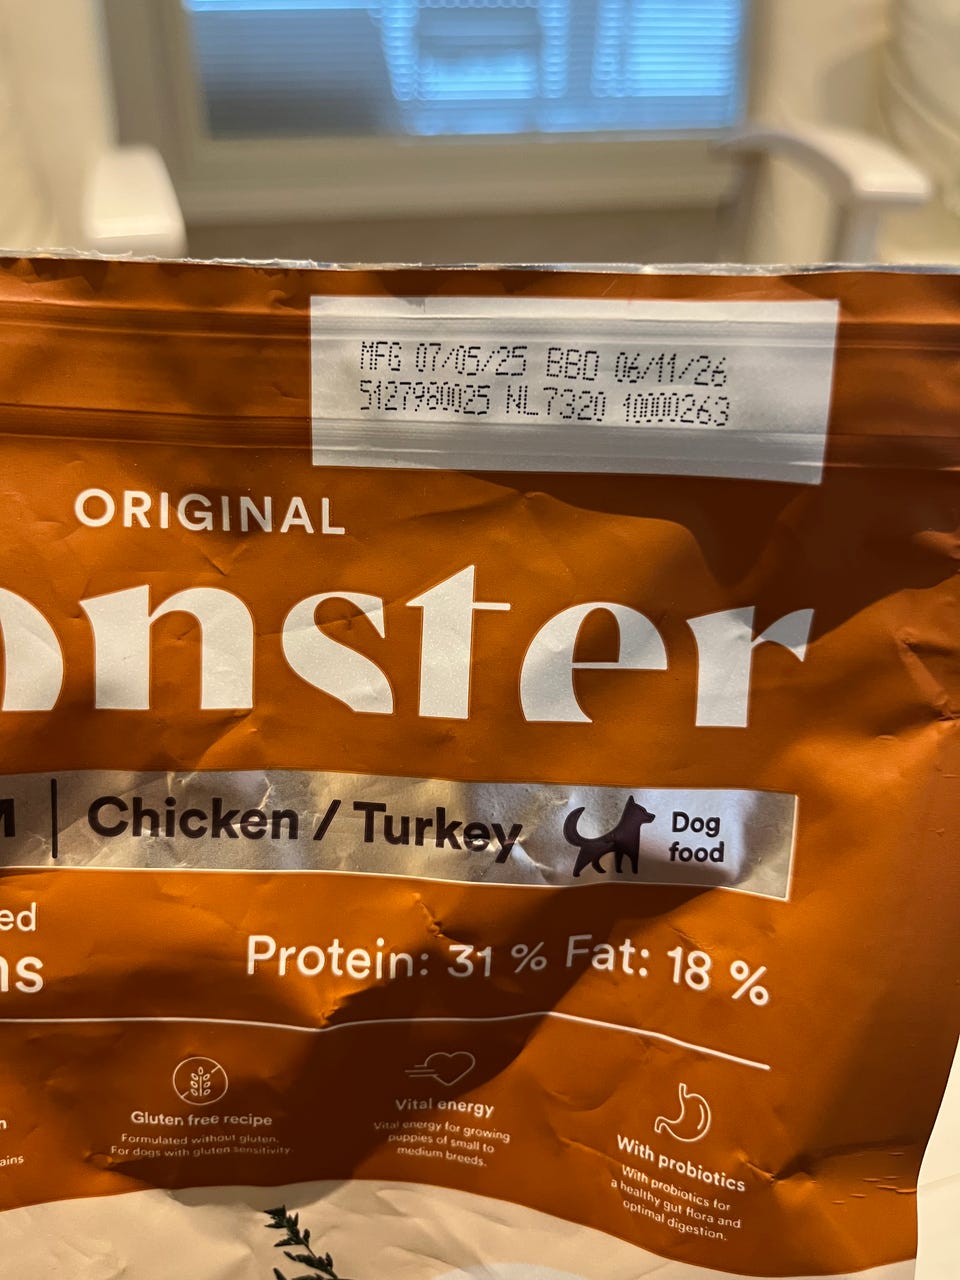 MFG 07/05/25 BBD 06/11/26
5127980025 NL7320 10000263
ORIGINAL
onster
M | Chicken / Turkey
Dog
food
ed
ns
Protein: 31 % Fat: 18 %
Gluten free recipe
Formulated without gluten.
For dogs with gluten sensitivity.
Vital energy
Vital energy for growing
puppies of small to
medium breeds.
With probiotics
With probiotics for
a healthy gut flora and
optimal digestion.
n
ains